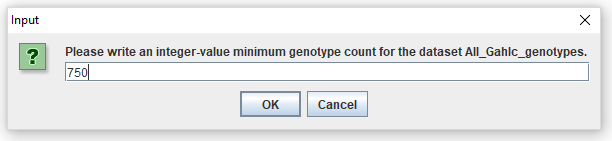 Input
Please write an integer-value minimum genotype count for the dataset All_Gahlc_genotypes.
750
OK Cancel